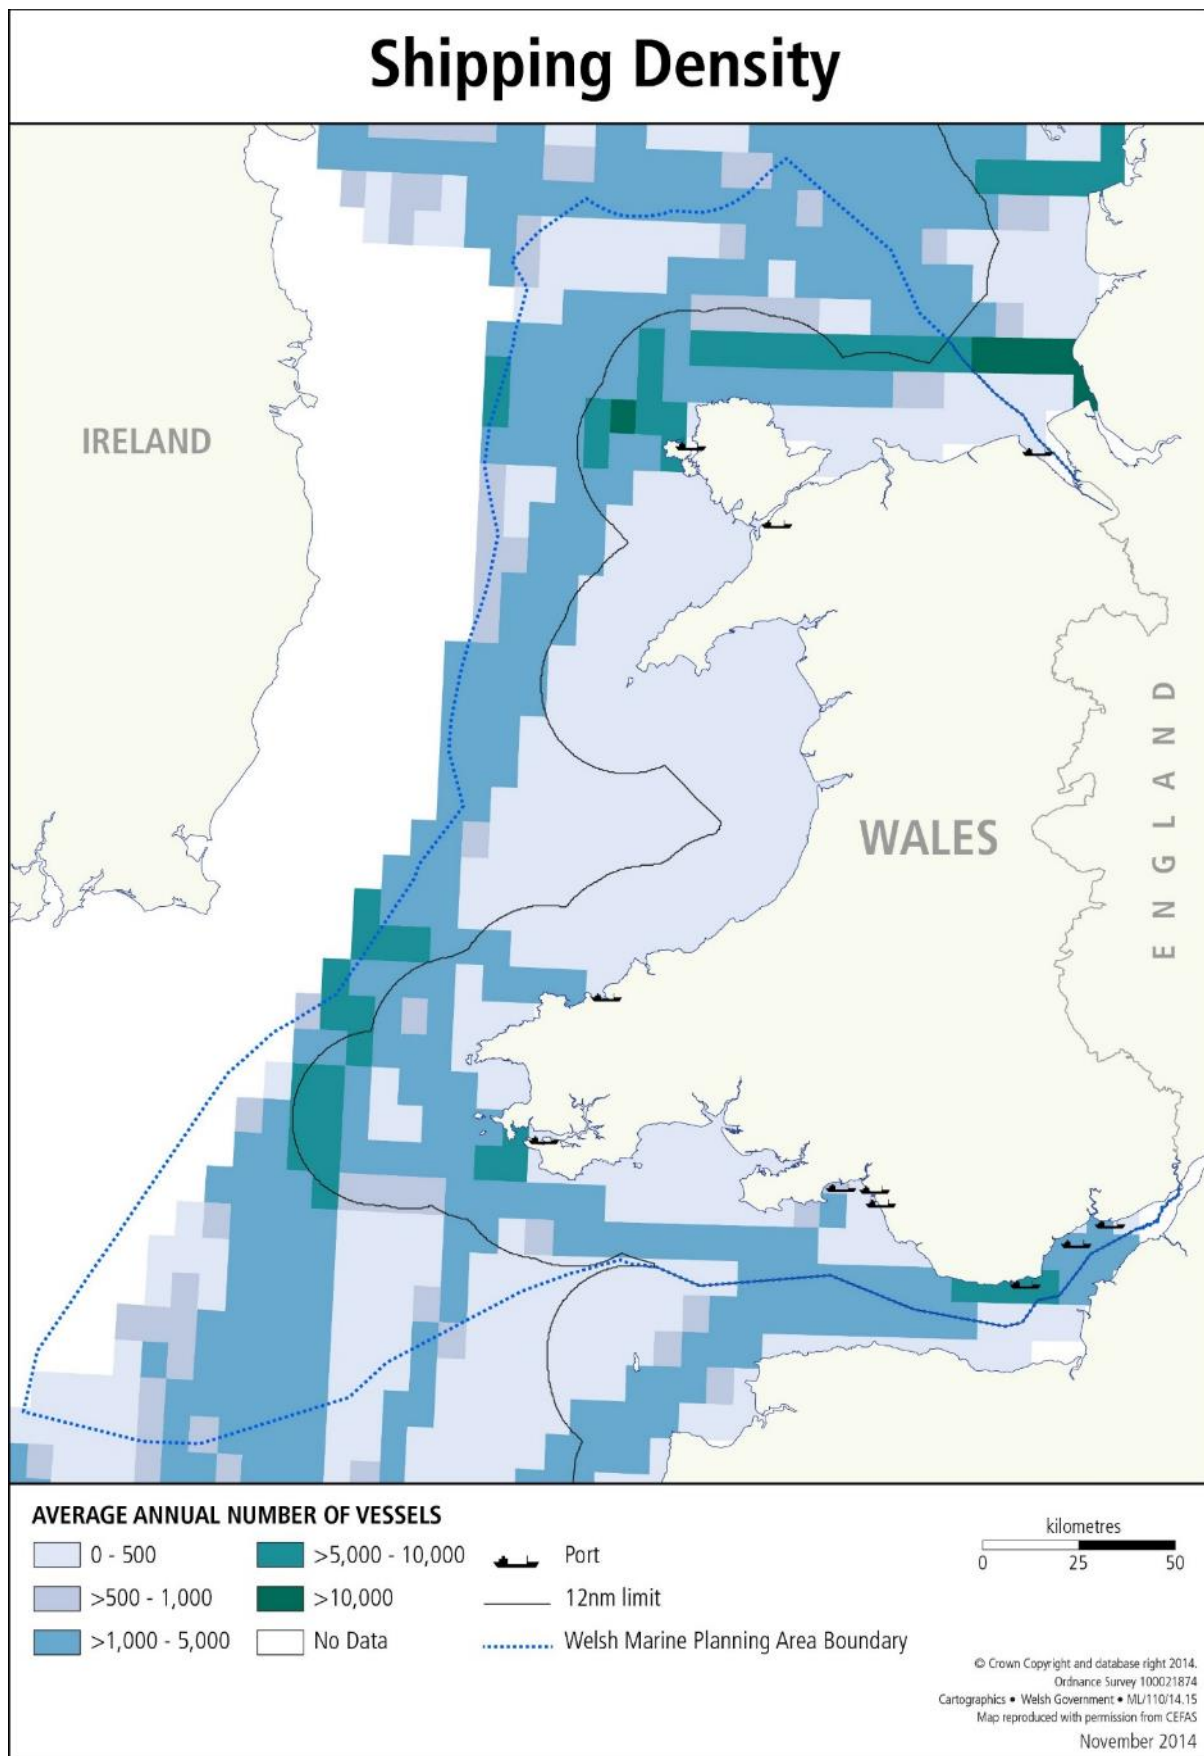 Shipping Density
IRELAND
WALES
ENGLAND
AVERAGE ANNUAL NUMBER OF VESSELS
0 - 500
>500 - 1,000
>1,000 - 5,000
>5,000 - 10,000
>10,000
No Data
Port
12nm limit
Welsh Marine Planning Area Boundary
kilometres
0 25 50
© Crown Copyright and database right 2014.
Ordnance Survey 100021874
Cartographics • Welsh Government • ML/110/14.15
Map reproduced with permission from CEFAS
November 2014